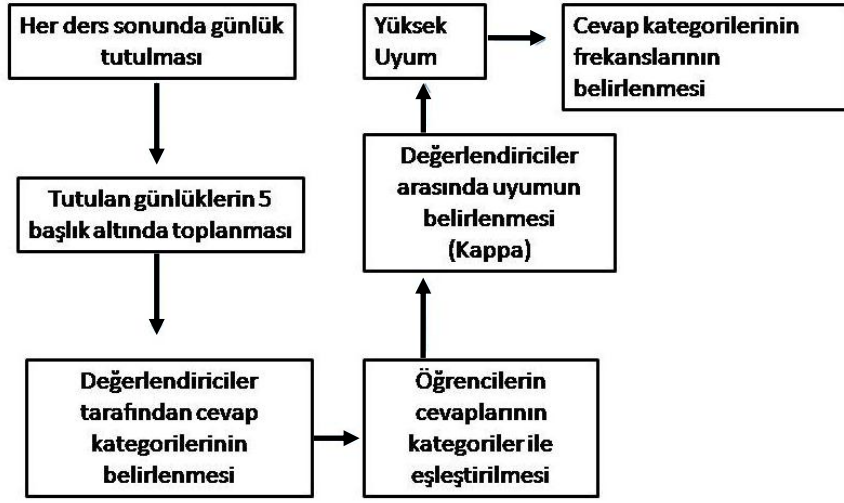 Her ders sonunda günlük
tutulması
Tutulan günlüklerin 5
başlık altında toplanması
Değerlendiriciler
tarafından cevap
kategorilerinin
belirlenmesi
Öğrencilerin
cevaplarının
kategoriler ile
eşleştirilmesi
Değerlendiriciler
arasında uyumun
belirlenmesi
(Kappa)
Yüksek
Uyum
Cevap kategorilerinin
frekanslarının
belirlenmesi